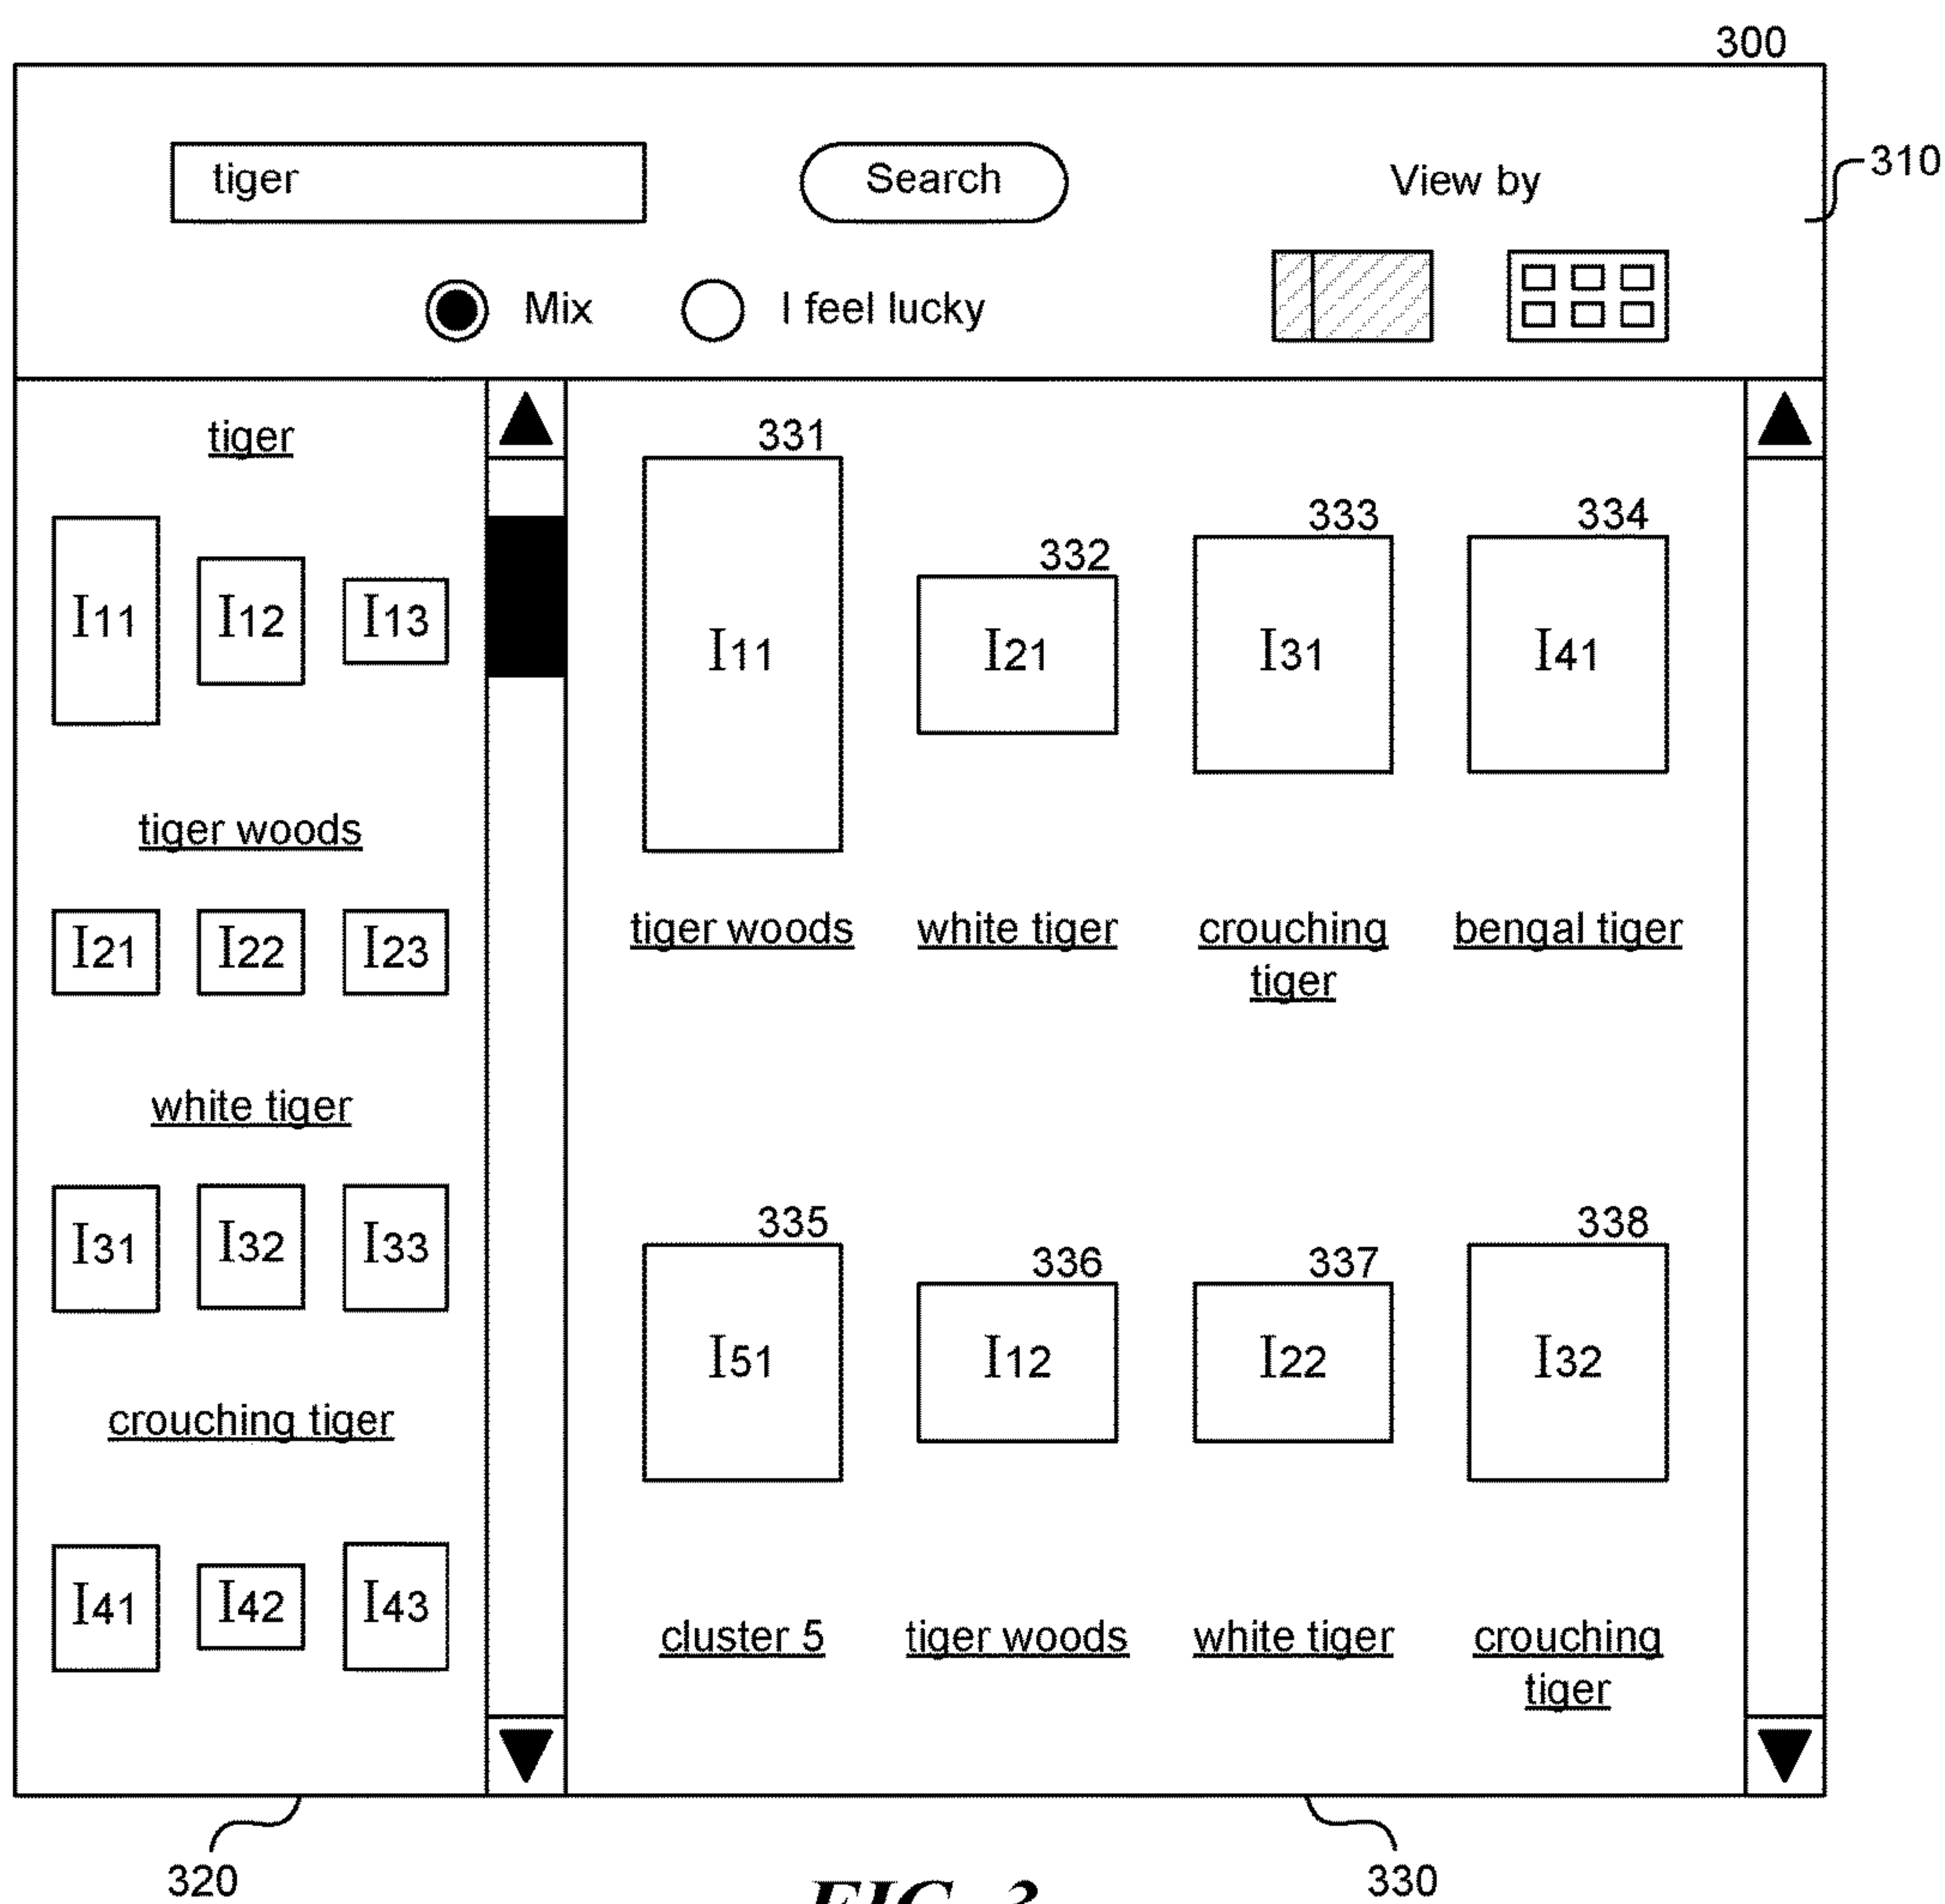 300
310
tiger
Search
View by
Mix
I feel lucky
tiger
I11 I12 I13
tiger woods
I21 I22 I23
white tiger
I31 I32 I33
crouching tiger
I41 I42 I43
320
331 332 333 334
I11 I21 I31 I41
tiger woods white tiger crouching tiger bengal tiger
335 336 337 338
I51 I12 I22 I32
cluster 5 tiger woods white tiger crouching tiger
330
FIG. 3